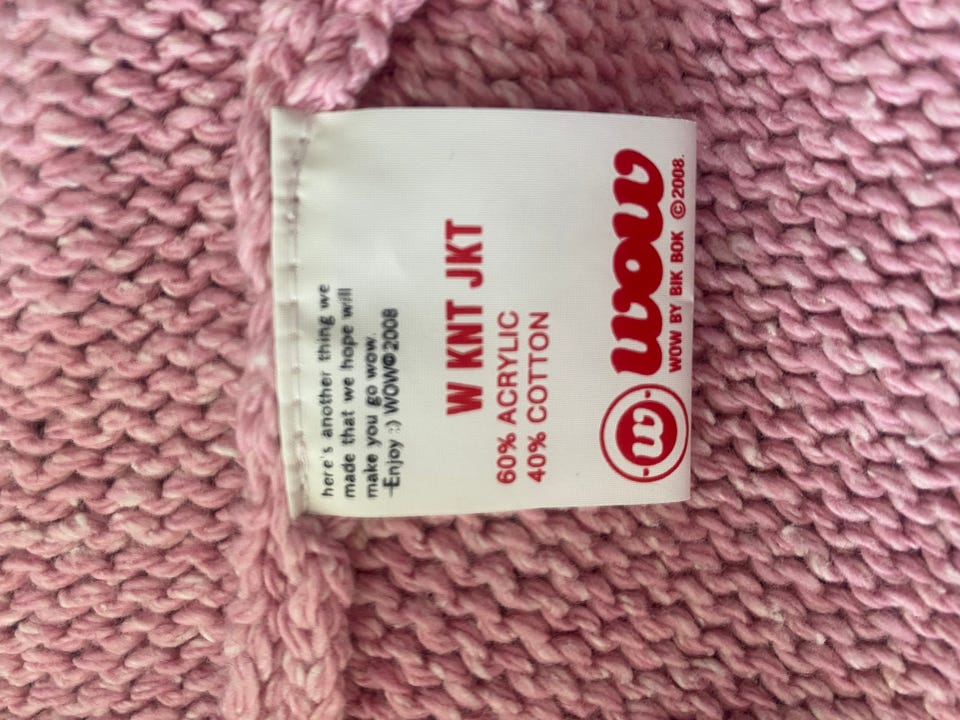 here's another thing we
made that we hope will
make you go wow.
-Enjoy :) WOW©2008
W KNT JKT
60% ACRYLIC
40% COTTON
w wow
WOW BY BIK BOK ©2008.